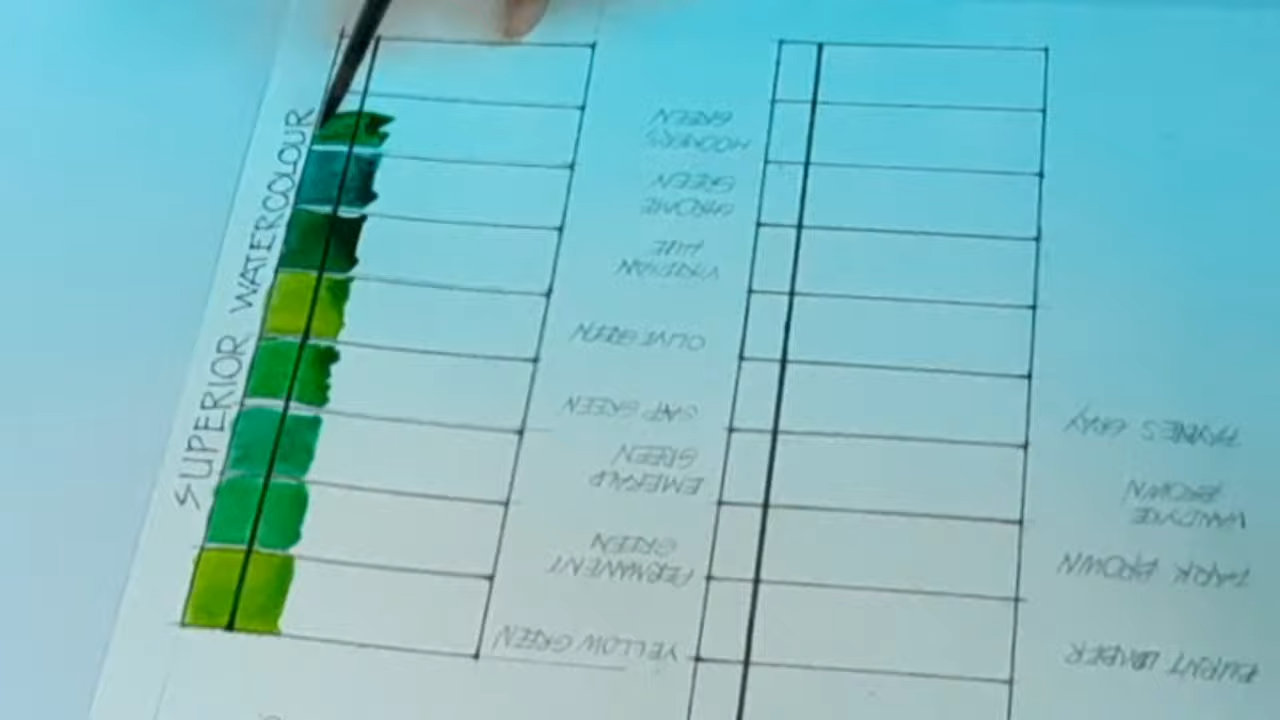 SUPERIOR WATERCOLOUR
YELLOW GREEN
PERMANENT
GREEN
EMERALD
GREEN
SAP GREEN
OLIVE GREEN
VIRIDIAN
HUE
CHROME
GREEN
HOOKERS
GREEN
BURNT UMBER
DARK BROWN
VANDYKE
BROWN
PAYNES GRAY